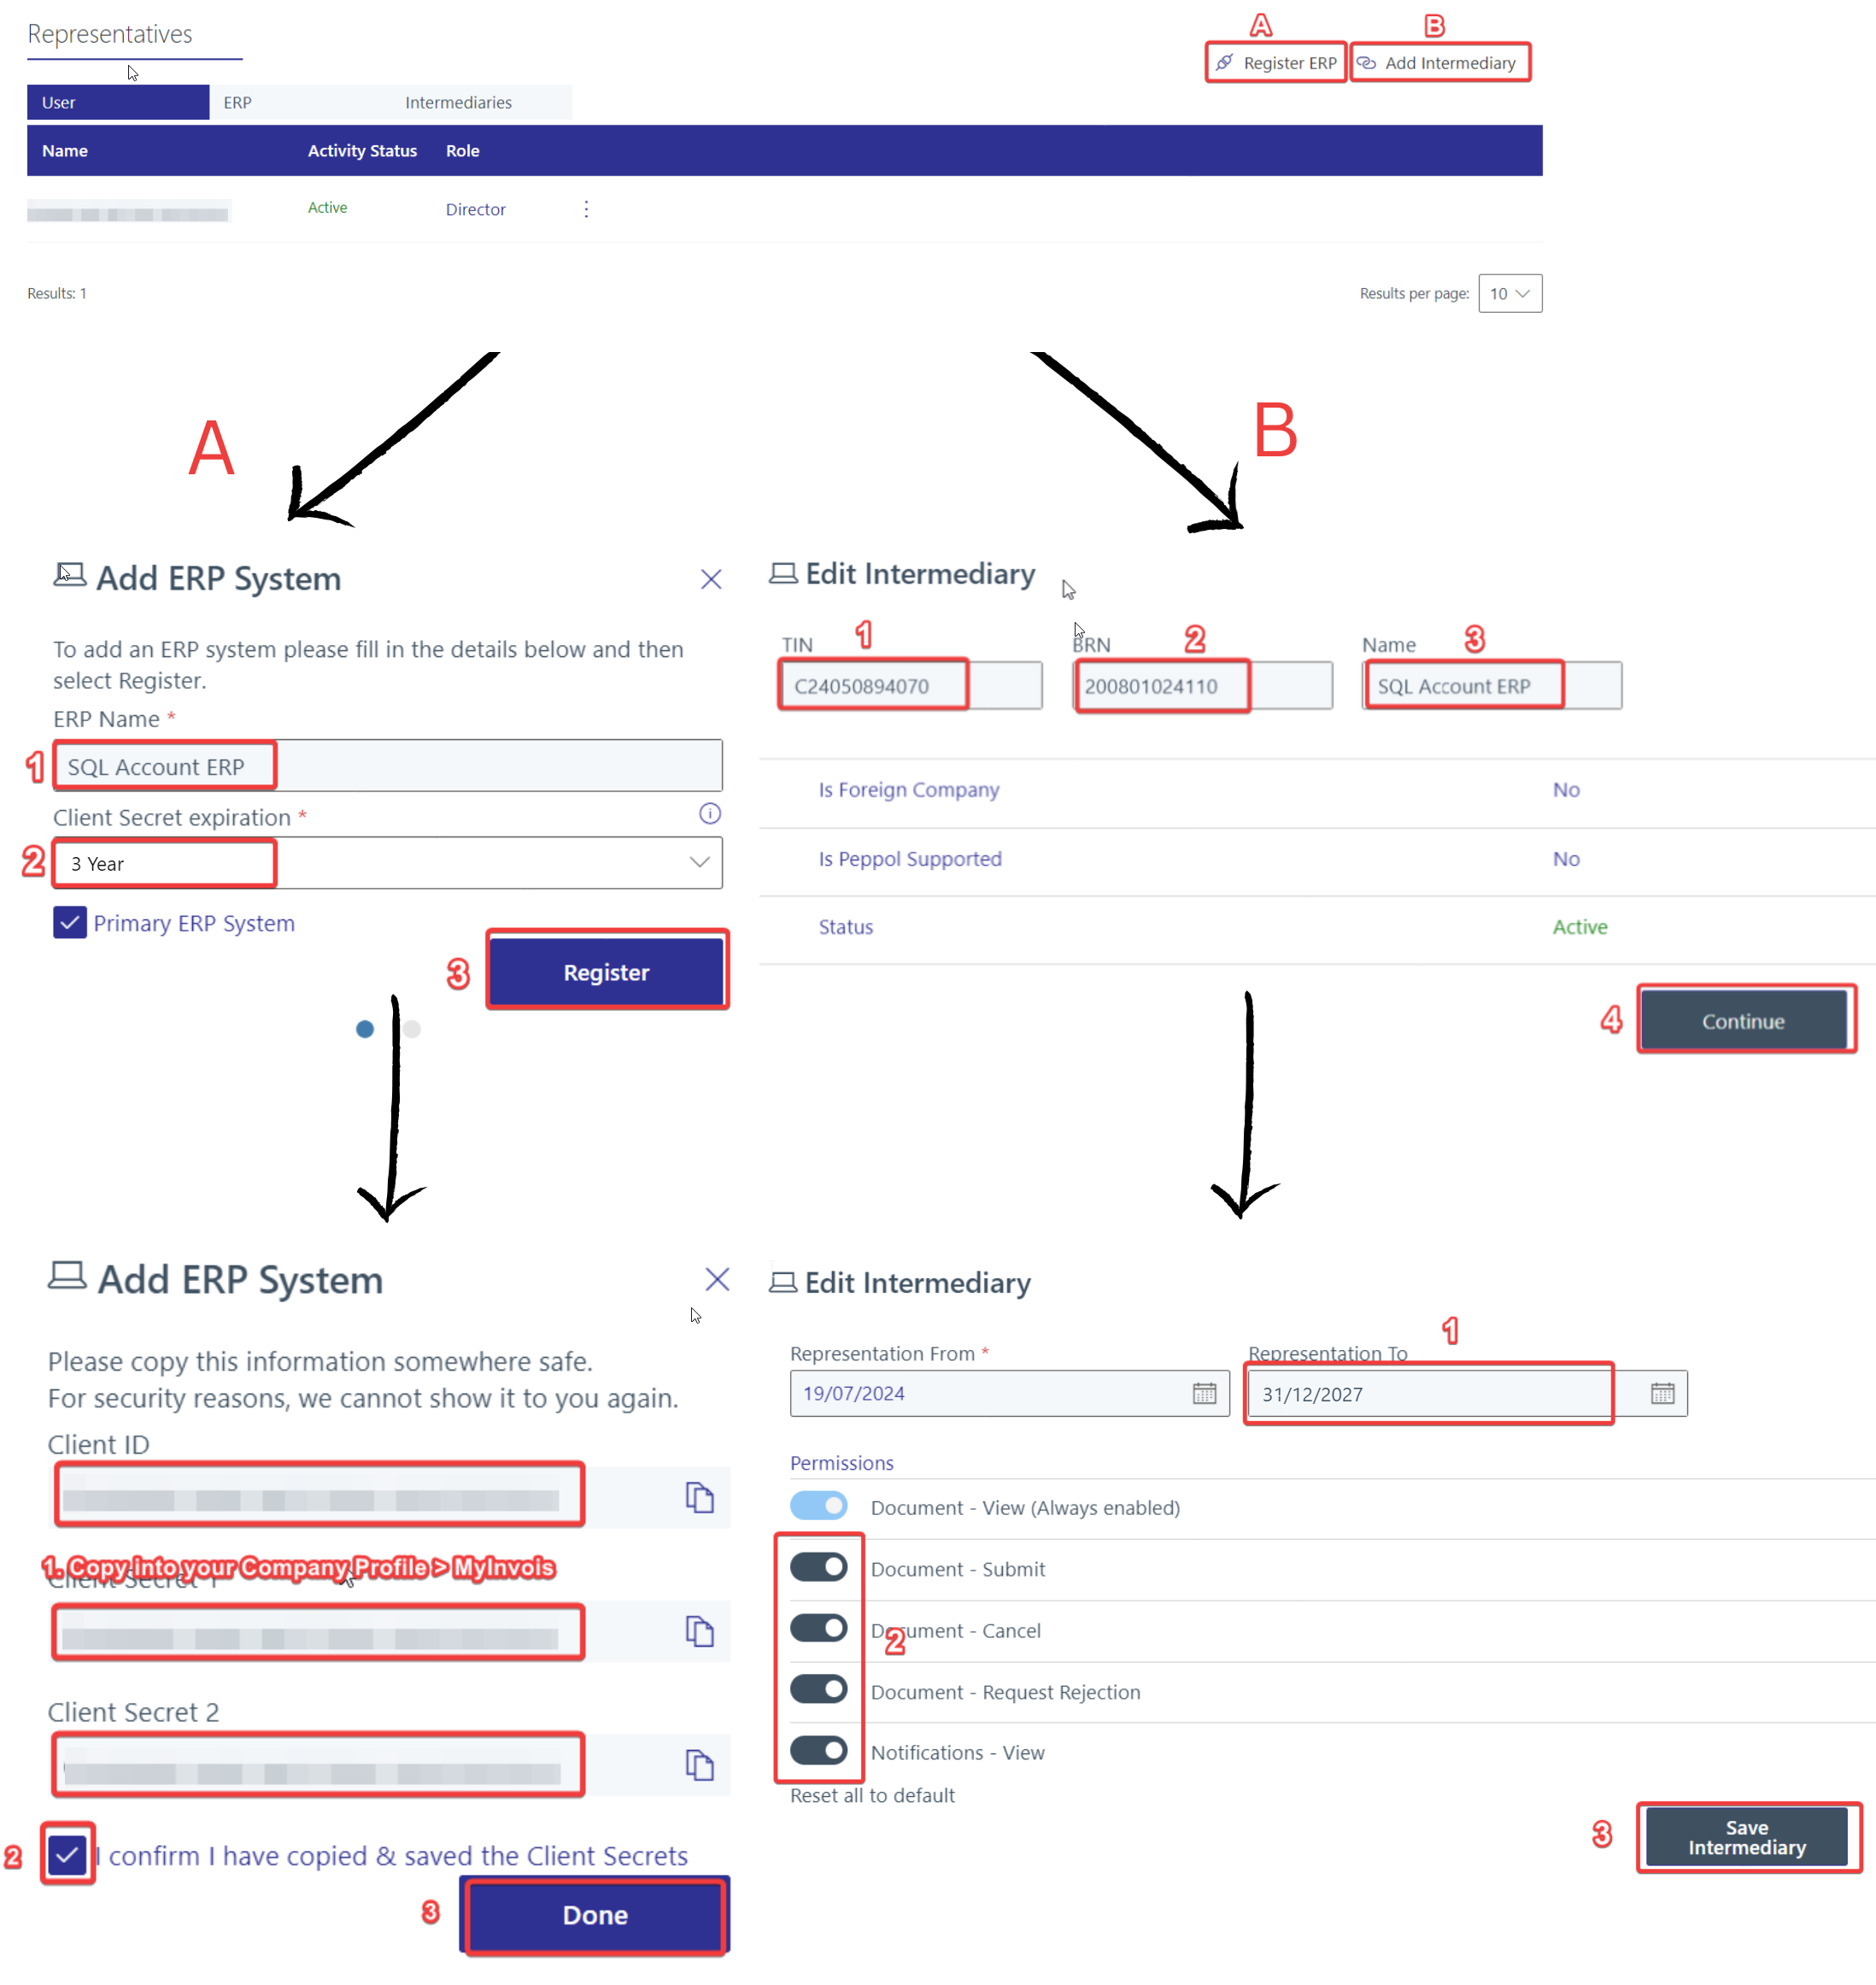 Representatives
A
B
Register ERP
Add Intermediary
User
ERP
Intermediaries
Name
Activity Status
Role
Active
Director
Results: 1
Results per page:
10
A
B
Add ERP System
To add an ERP system please fill in the details below and then
select Register.
ERP Name *
1
SQL Account ERP
Client Secret expiration *
2
3 Year
Primary ERP System
3
Register
Edit Intermediary
TIN
1
BRN
2
Name
3
C24050894070
200801024110
SQL Account ERP
Is Foreign Company
No
Is Peppol Supported
No
Status
Active
4
Continue
Add ERP System
Please copy this information somewhere safe.
For security reasons, we cannot show it to you again.
Client ID
1. Copy into your Company Profile > MyInvois
Client Secret 1
Client Secret 2
2
I confirm I have copied & saved the Client Secrets
3
Done
Edit Intermediary
1
Representation From *
Representation To
19/07/2024
31/12/2027
Permissions
Document - View (Always enabled)
Document - Submit
2
Document - Cancel
Document - Request Rejection
Notifications - View
Reset all to default
3
Save
Intermediary